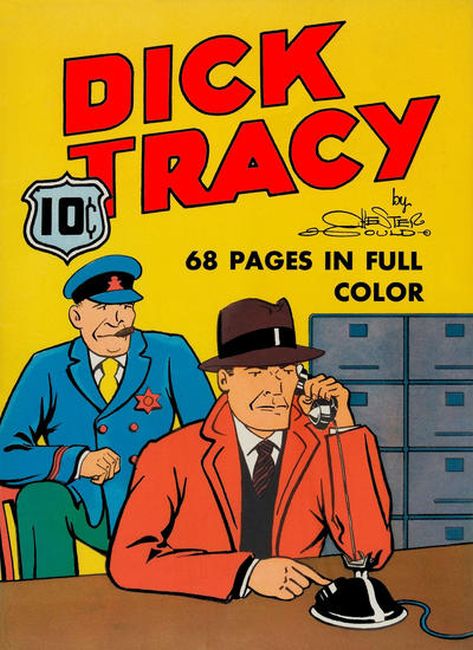 DICK
TRACY
10¢
by
CHESTER
GOULD
68 PAGES IN FULL
COLOR